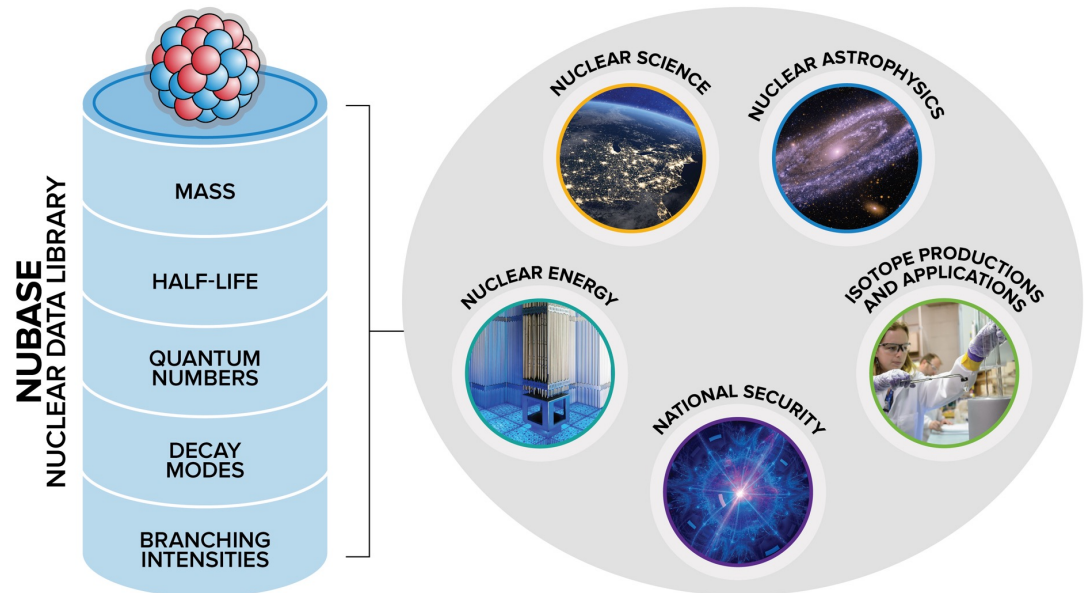 NUBASE
NUCLEAR DATA LIBRARY
MASS
HALF-LIFE
QUANTUM
NUMBERS
DECAY
MODES
BRANCHING
INTENSITIES
NUCLEAR SCIENCE
NUCLEAR ASTROPHYSICS
NUCLEAR ENERGY
ISOTOPE PRODUCTIONS
AND APPLICATIONS
NATIONAL SECURITY